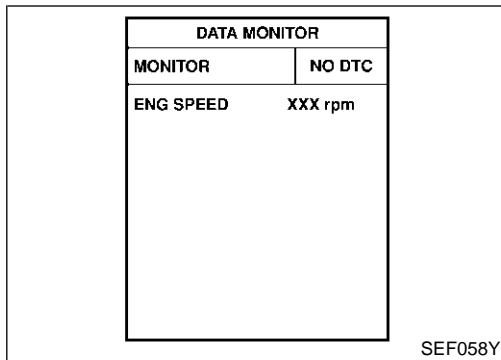 DATA MONITOR
MONITOR NO DTC
ENG SPEED XXX rpm
SEF058Y